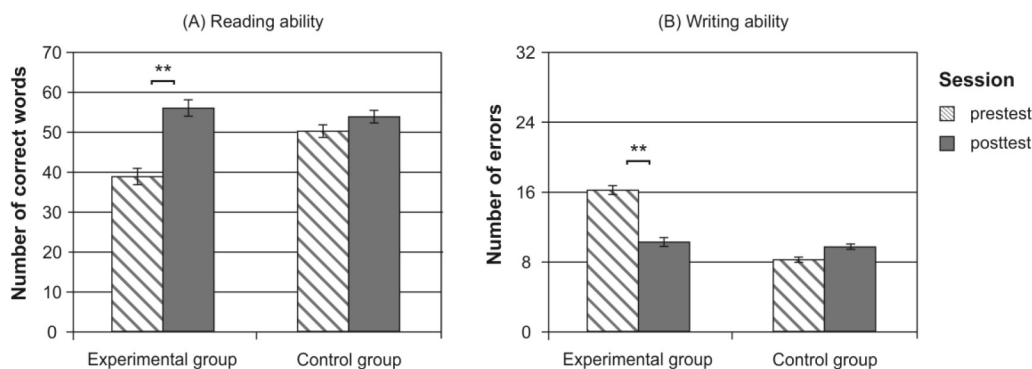 (A) Reading ability
Number of correct words
70
60
50
40
30
20
10
0
**
Experimental group
Control group
(B) Writing ability
Number of errors
32
24
16
8
0
**
Experimental group
Control group
Session
prestest
posttest